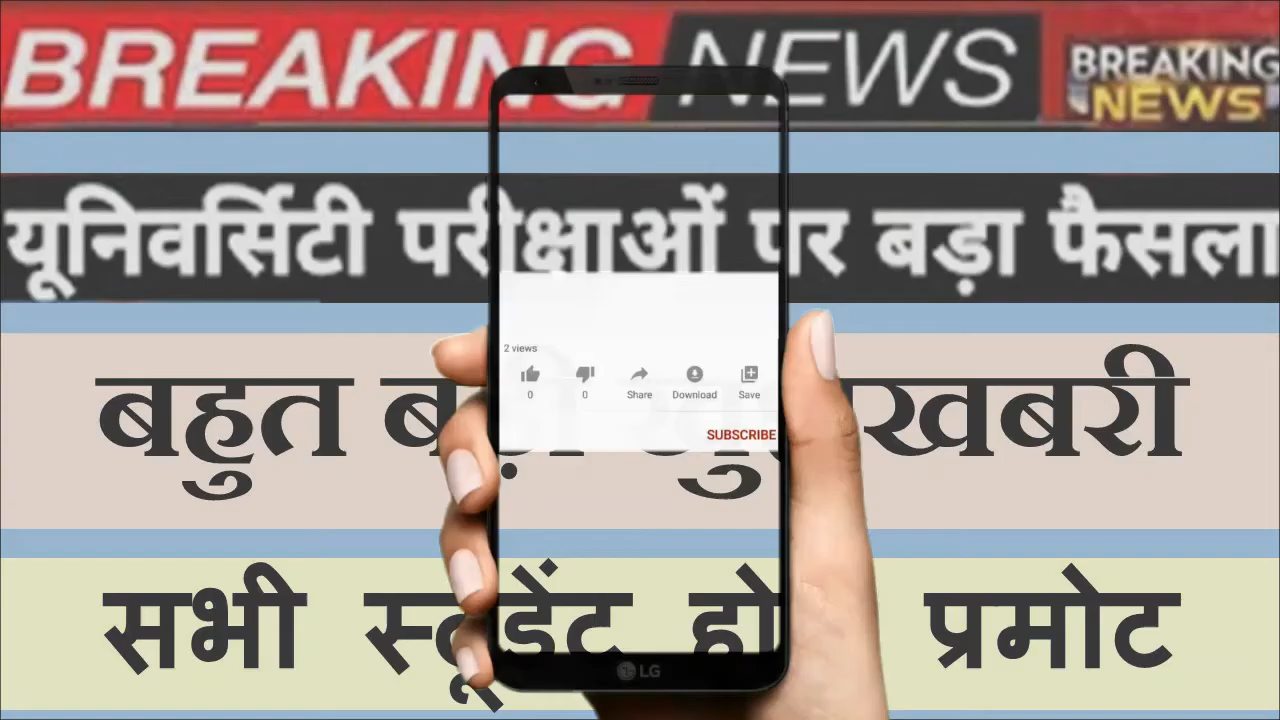 BREAKING NEWS
BREAKING
NEWS
यूनिवर्सिटी परीक्षाओं पर बड़ा फैसला
2 views
0 0 Share Download Save
SUBSCRIBE
बहुत
सभी स्टूडेंट प्रमोट
LG